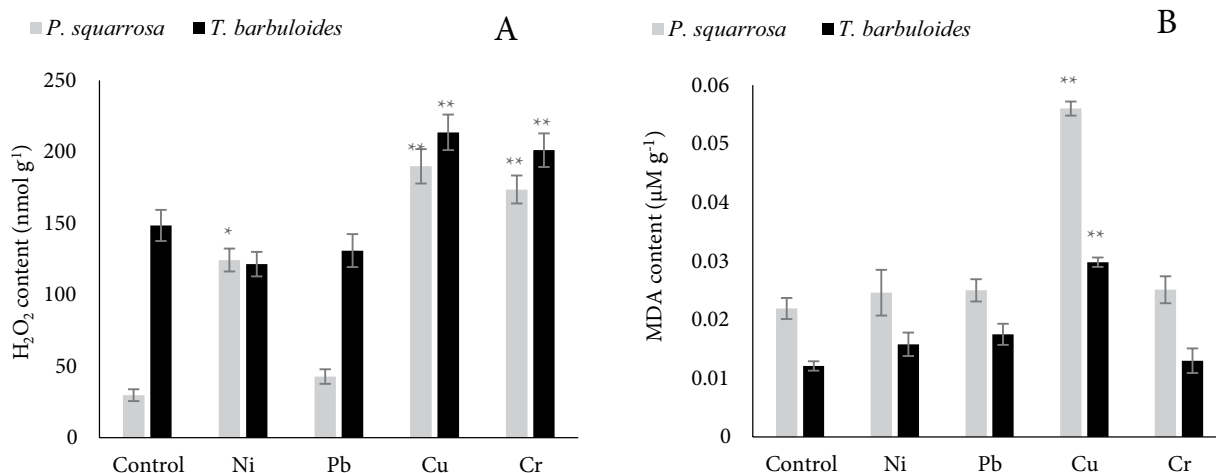 P. squarrosa T. barbuloides
A
250
200
150
100
50
0
H₂O₂ content (nmol g⁻¹)
** ** ** ** *
Control Ni Pb Cu Cr
P. squarrosa T. barbuloides
B
0.06
0.05
0.04
0.03
0.02
0.01
0
MDA content (µM g⁻¹)
**
**
Control Ni Pb Cu Cr